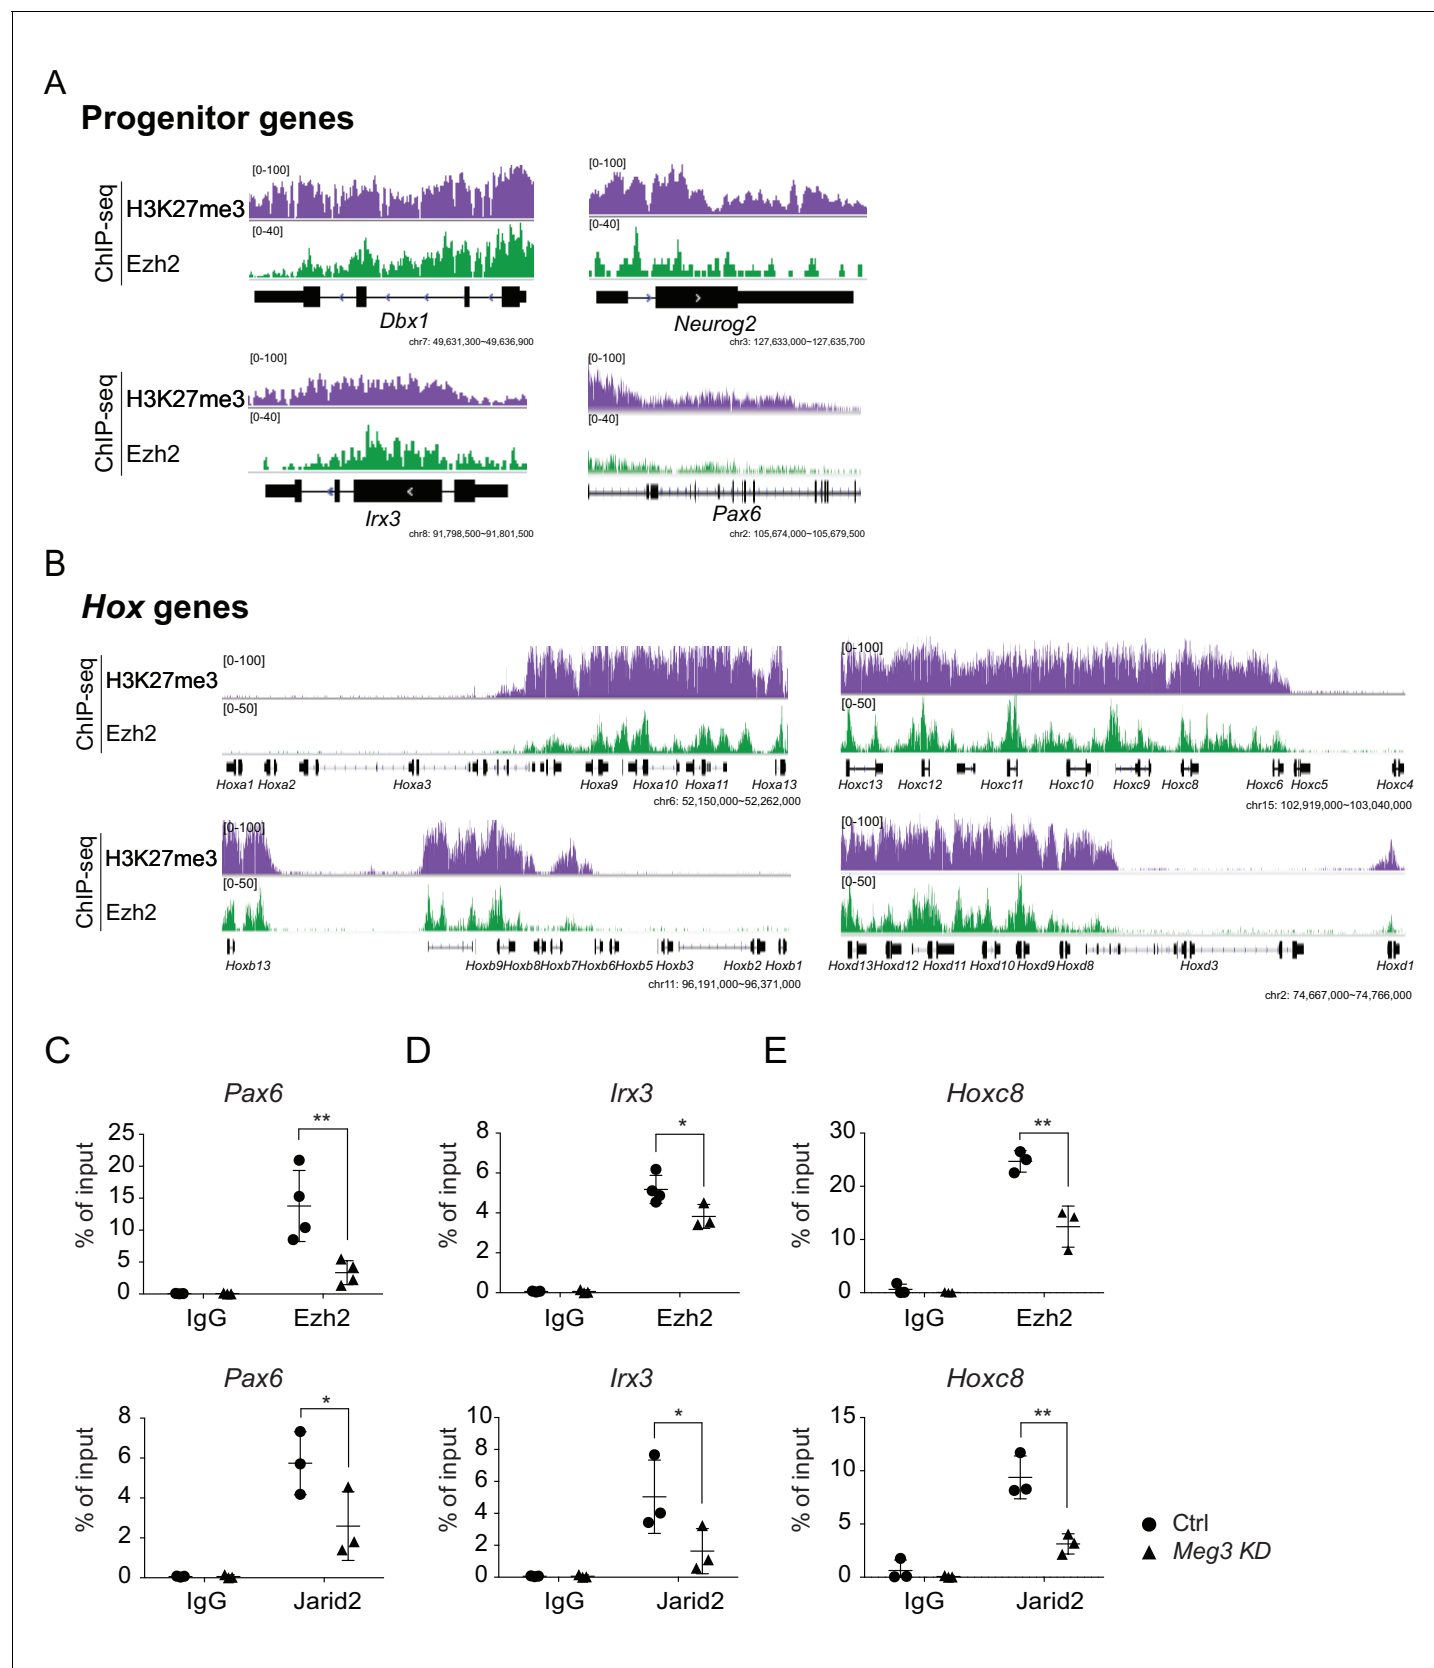 A
Progenitor genes
ChIP-seq
H3K27me3
Ezh2
[0-100]
[0-40]
Dbx1
chr7: 49,631,300~49,636,900
[0-100]
[0-40]
Neurog2
chr3: 127,633,000~127,635,700
ChIP-seq
H3K27me3
Ezh2
[0-100]
[0-40]
Irx3
chr8: 91,798,500~91,801,500
[0-100]
[0-40]
Pax6
chr2: 105,674,000~105,679,500
B
Hox genes
ChIP-seq
H3K27me3
Ezh2
[0-100]
[0-50]
Hoxa1 Hoxa2 Hoxa3 Hoxa9 Hoxa10 Hoxa11 Hoxa13
chr6: 52,150,000~52,262,000
[0-100]
[0-50]
Hoxc13 Hoxc12 Hoxc11 Hoxc10 Hoxc9 Hoxc8 Hoxc6 Hoxc5 Hoxc4
chr15: 102,919,000~103,040,000
ChIP-seq
H3K27me3
Ezh2
[0-100]
[0-50]
Hoxb13 Hoxb9 Hoxb8 Hoxb7 Hoxb6 Hoxb5 Hoxb3 Hoxb2 Hoxb1
chr11: 96,191,000~96,371,000
[0-100]
[0-50]
Hoxd13 Hoxd12 Hoxd11 Hoxd10 Hoxd9 Hoxd8 Hoxd3 Hoxd1
chr2: 74,667,000~74,766,000
C
Pax6
% of input
25
20
15
10
5
0
**
IgG Ezh2
D
Irx3
% of input
8
6
4
2
0
*
IgG Ezh2
E
Hoxc8
% of input
30
20
10
0
**
IgG Ezh2
Pax6
% of input
8
6
4
2
0
*
IgG Jarid2
Irx3
% of input
10
8
6
4
2
0
*
IgG Jarid2
Hoxc8
% of input
15
10
5
0
**
IgG Jarid2
Ctrl
Meg3 KD